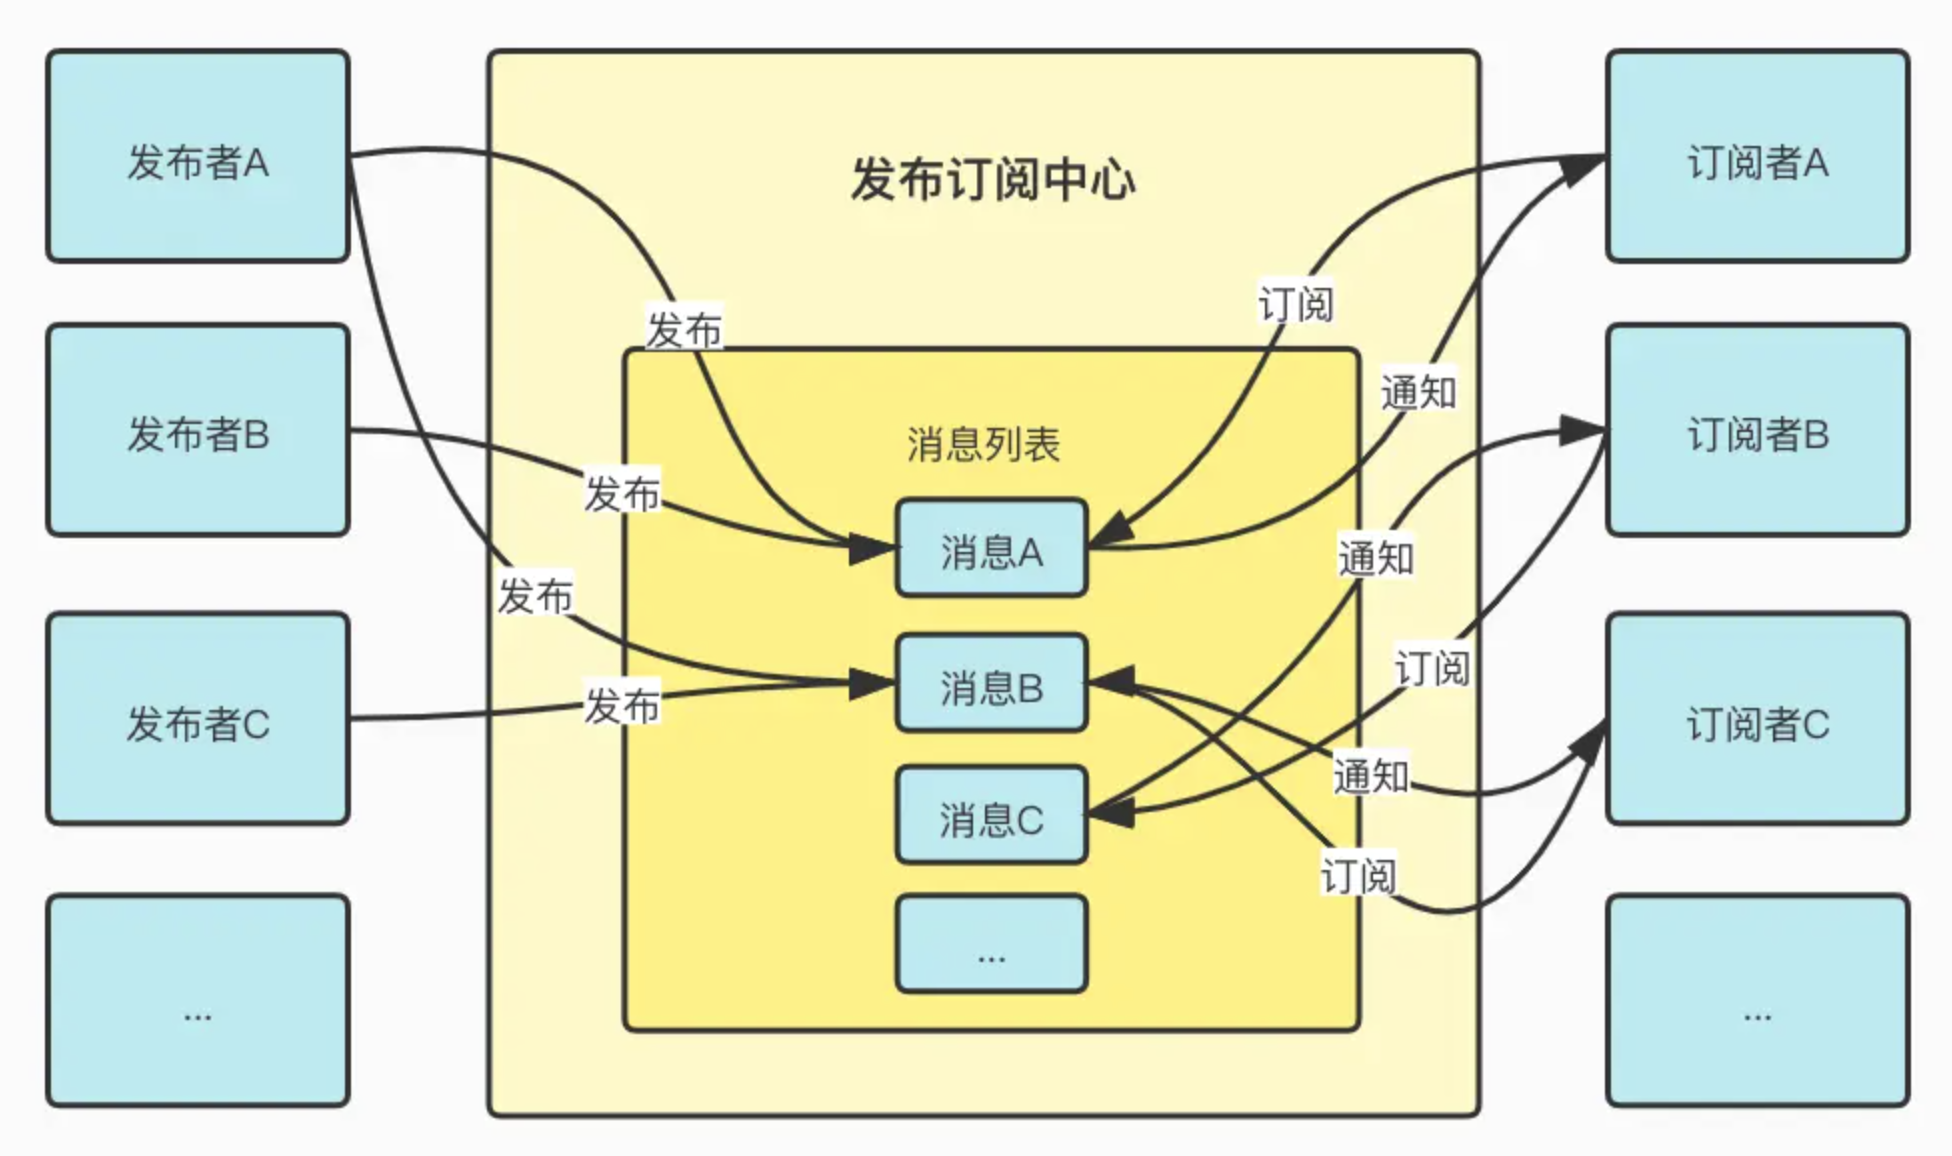 发布者A
发布者B
发布者C
...
发布订阅中心
消息列表
消息A
消息B
消息C
...
发布
发布
发布
发布
订阅
通知
通知
订阅
通知
订阅
订阅者A
订阅者B
订阅者C
...